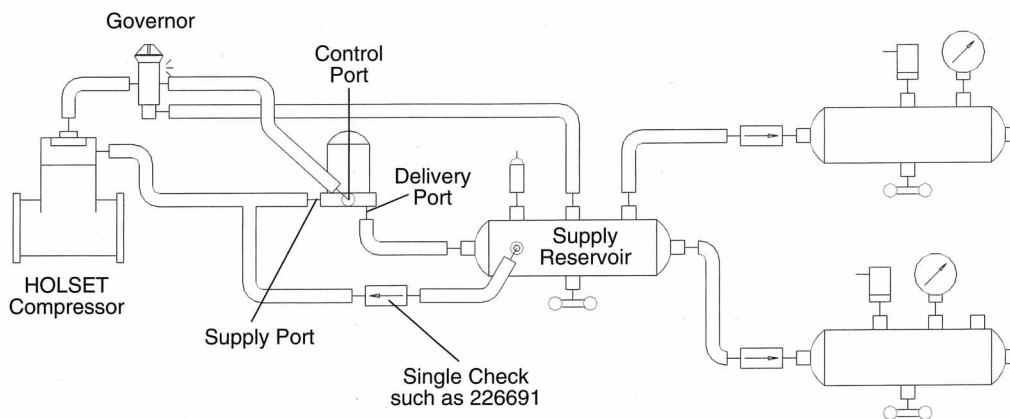 Governor
Control
Port
Delivery
Port
Supply
Reservoir
HOLSET
Compressor
Supply Port
Single Check
such as 226691